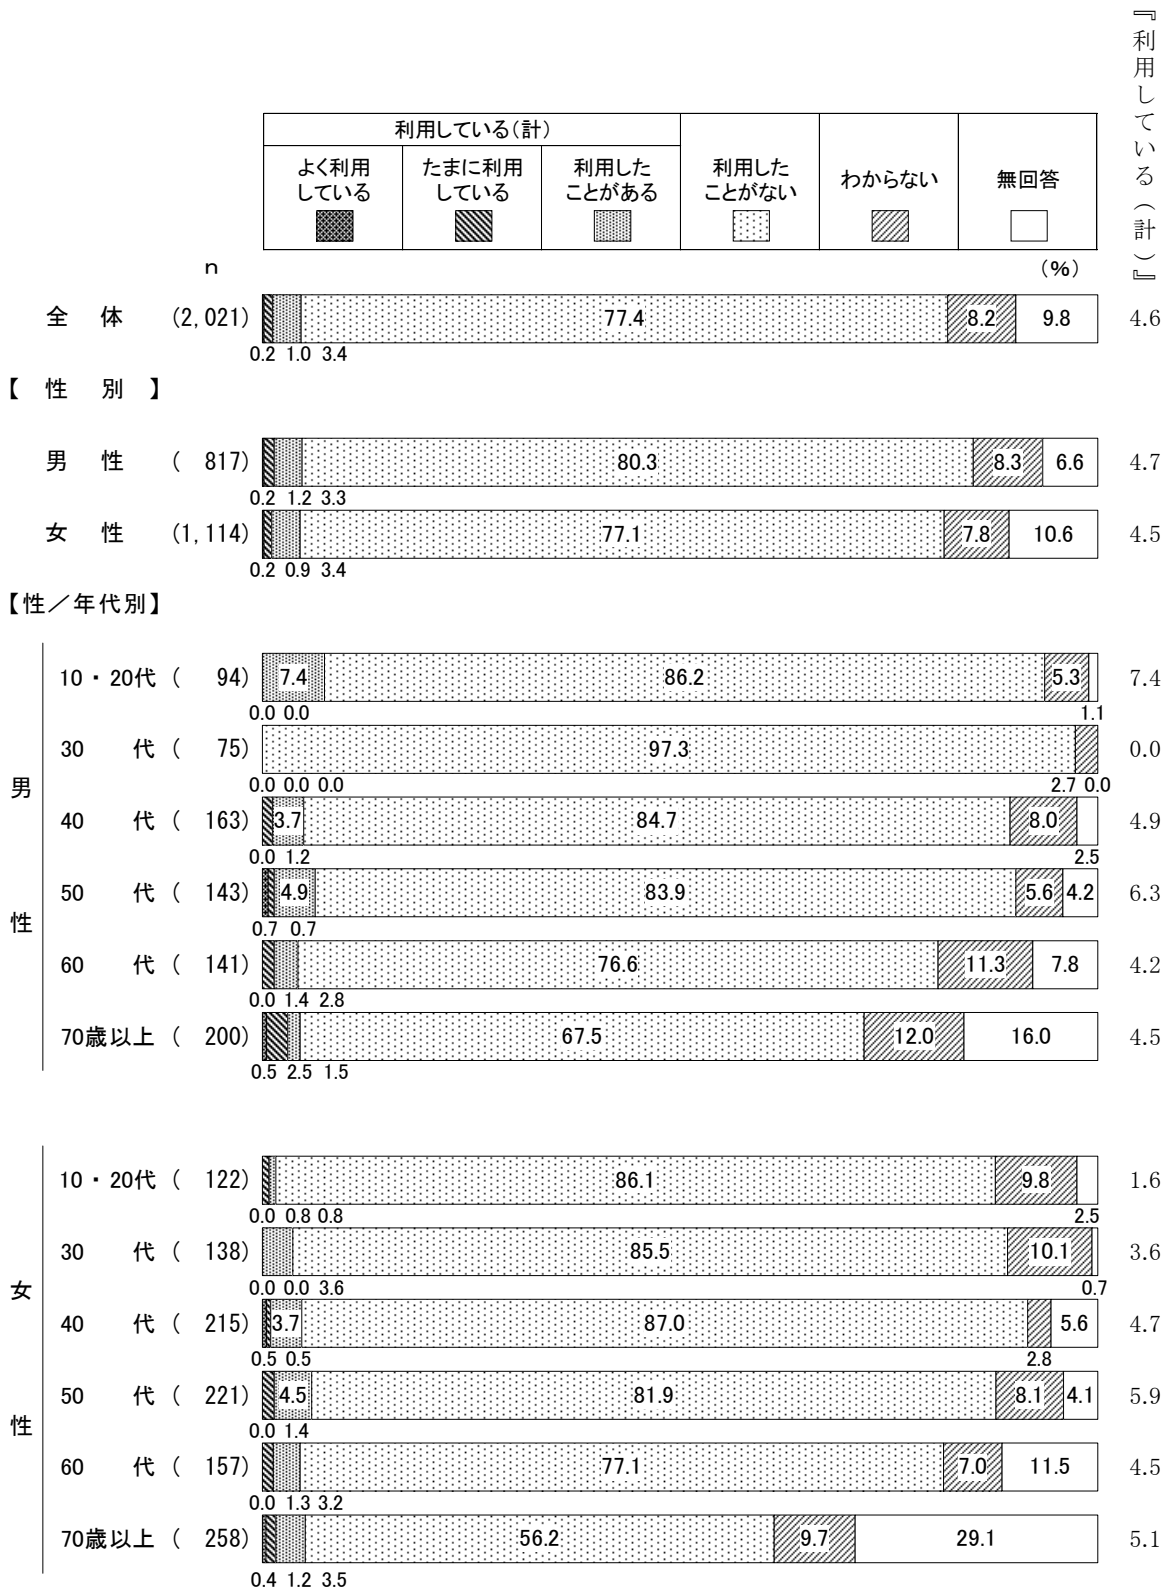 『利用している（計）』
利用している（計）
よく利用
している
たまに利用
している
利用した
ことがある
利用した
ことがない
わからない
無回答
ｎ
（％）
全 体 (2,021) 77.4 8.2 9.8 4.6
0.2 1.0 3.4
【 性 別 】
男 性 ( 817) 80.3 8.3 6.6 4.7
0.2 1.2 3.3
女 性 (1,114) 77.1 7.8 10.6 4.5
0.2 0.9 3.4
【性／年代別】
男性
10・20代 ( 94) 7.4 86.2 5.3 7.4
0.0 0.0 1.1
30 代 ( 75) 97.3 0.0
0.0 0.0 0.0 2.7 0.0
40 代 ( 163) 3.7 84.7 8.0 4.9
0.0 1.2 2.5
50 代 ( 143) 4.9 83.9 5.6 4.2 6.3
0.7 0.7
60 代 ( 141) 76.6 11.3 7.8 4.2
0.0 1.4 2.8
70歳以上 ( 200) 67.5 12.0 16.0 4.5
0.5 2.5 1.5
女性
10・20代 ( 122) 86.1 9.8 1.6
0.0 0.8 0.8 2.5
30 代 ( 138) 85.5 10.1 3.6
0.0 0.0 3.6 0.7
40 代 ( 215) 3.7 87.0 5.6 4.7
0.5 0.5 2.8
50 代 ( 221) 4.5 81.9 8.1 4.1 5.9
0.0 1.4
60 代 ( 157) 77.1 7.0 11.5 4.5
0.0 1.3 3.2
70歳以上 ( 258) 56.2 9.7 29.1 5.1
0.4 1.2 3.5